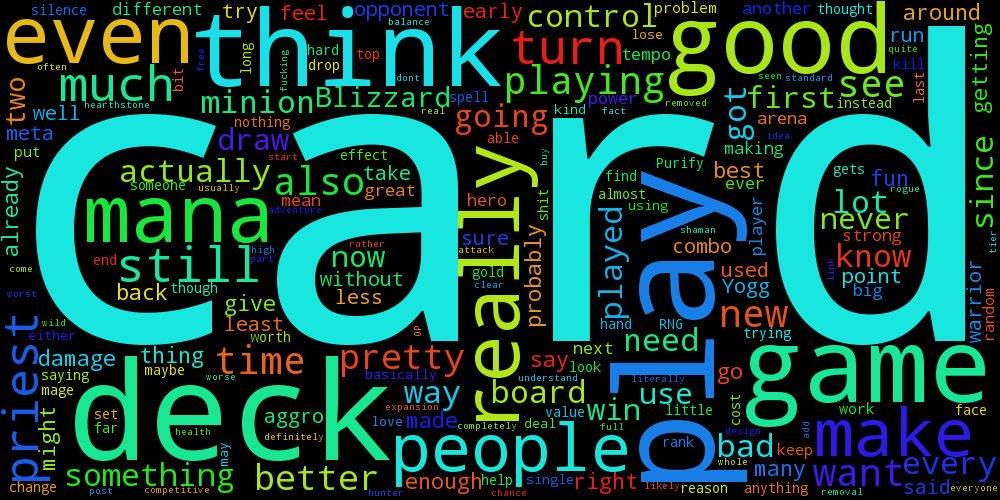 silence
different
try
feel
opponent
balance
early
problem
another
thought
around
even
think
good
free
long
hard
drop
top
lose
run
quite
control
tempo
turn
two
often
much
bit
fucking
dont
seen
standard
kill
last
getting
hearthstone
minion
Blizzard
spell
real
playing
power
removed
first
see
instead
meta
well
nothing
going
kind
fact
got
arena
card
put
draw
able
making
idea
start
effect
actually
someone
usually
also
take
great
mean
hero
really
shit
buy
find
almost
using
Purify
play
best
ever
gets
fun
rogue
already
mana
adventure
since
sure
attack
probably
played
shaman
player
lot
never
strong
tier
end
still
high
part
rather
now
without
gold
clear
combo
know
come
back
though
less
used
Yogg
point
big
link
warrior
random
worst
wild
give
least
worth
OP
hand
RNG
need
new
trying
either
priest
damage
thing
maybe
time
worse
pretty
say
next
look
go
game
saying
mage
deck
basically
understand
literally
way
board
use
cost
might
set
far
aggro
love
expansion
made
value
win
little
work
face
health
definitely
people
completely
deal
full
rank
bad
design
add
make
may
whole
keep
something
better
enough
help
single
right
likely
reason
many
anything
want
every
change
post
competitive
hunter
chance
removal
said
everyone